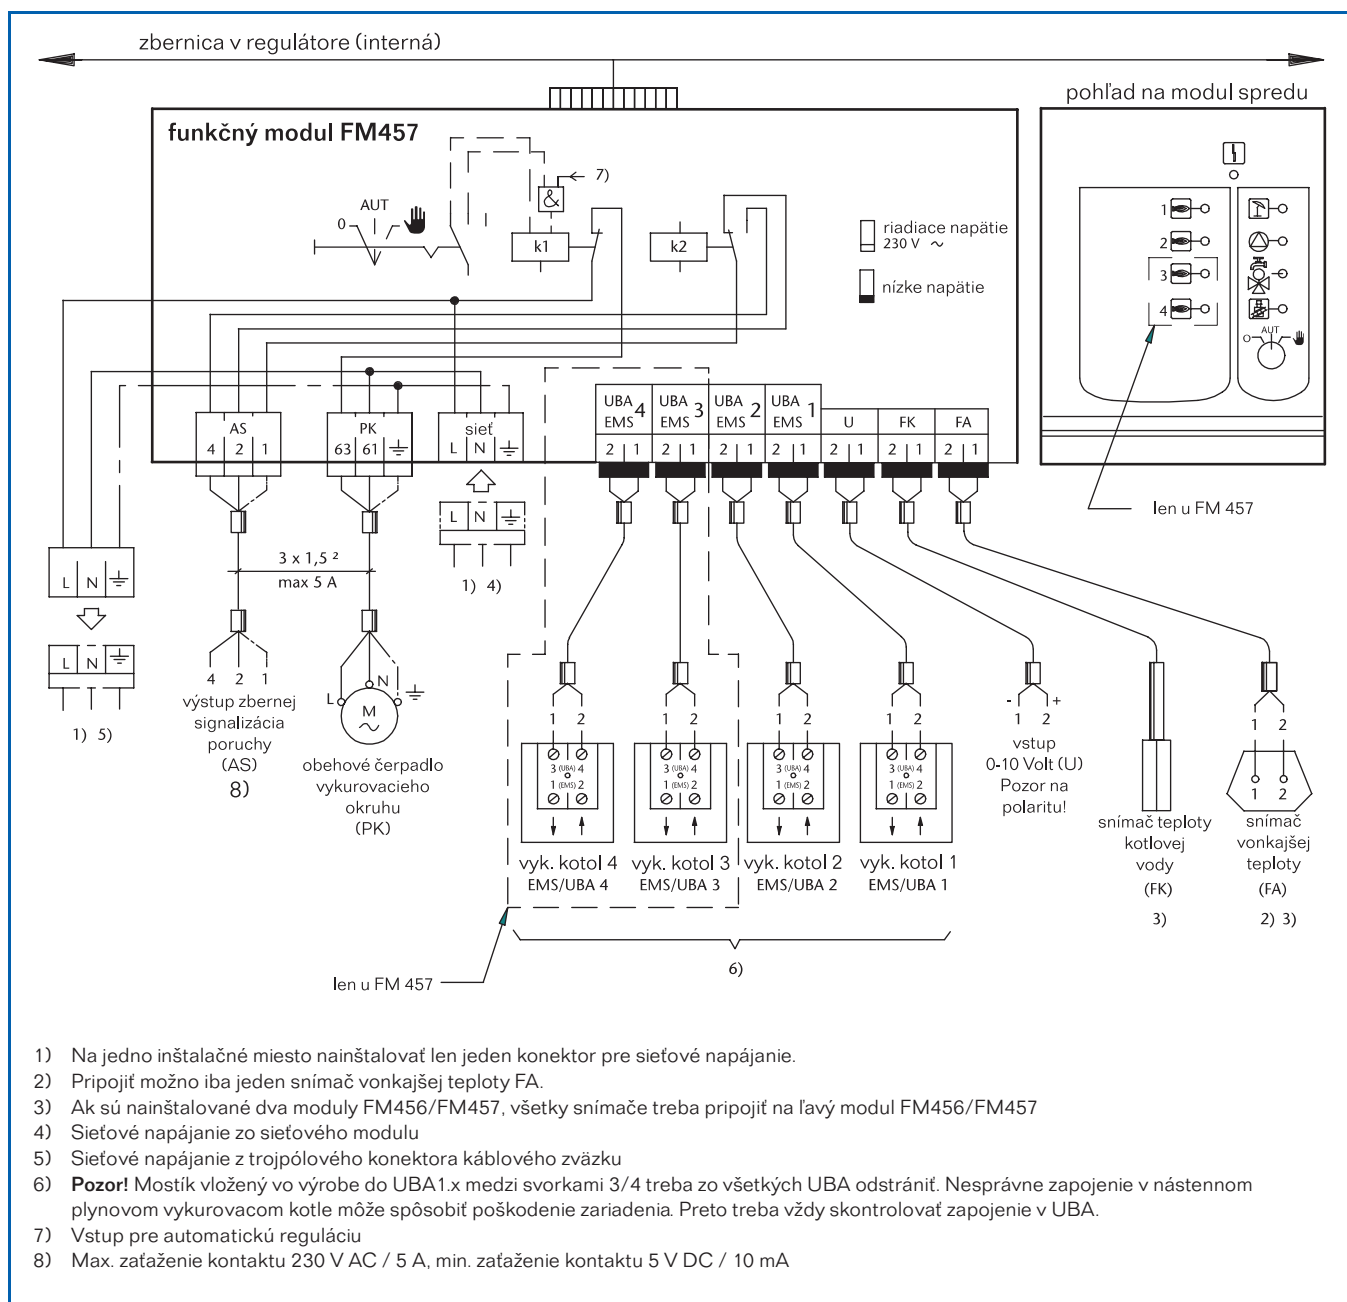 zbernica v regulátore (interná)
pohľad na modul spredu
funkčný modul FM457
7)
&
AUT
0
k1
k2
riadiace napätie
230 V ~
nízke napätie
1
2
3
4
AUT
O
UBA
EMS 4
UBA
EMS 3
UBA
EMS 2
UBA
EMS 1
U
FK
FA
2 1
2 1
2 1
2 1
2 1
2 1
2 1
AS
4 2 1
PK
63 61
sieť
L N
len u FM 457
L N
1) 4)
3 x 1,5 ²
max 5 A
L N
L N
1) 5)
4 2 1
výstup zbernej
signalizácia
poruchy
(AS)
8)
L N
M
~
obehové čerpadlo
vykurovacieho
okruhu
(PK)
1 2
3 (UBA) 4
1 (EMS) 2
vyk. kotol 4
EMS/UBA 4
1 2
3 (UBA) 4
1 (EMS) 2
vyk. kotol 3
EMS/UBA 3
1 2
3 (UBA) 4
1 (EMS) 2
vyk. kotol 2
EMS/UBA 2
1 2
3 (UBA) 4
1 (EMS) 2
vyk. kotol 1
EMS/UBA 1
- +
1 2
vstup
0-10 Volt (U)
Pozor na
polaritu!
snímač teploty
kotlovej
vody
(FK)
3)
1 2
1 2
snímač
vonkajšej
teploty
(FA)
2) 3)
6)
len u FM 457
1) Na jedno inštalačné miesto nainštalovať len jeden konektor pre sieťové napájanie.
2) Pripojiť možno iba jeden snímač vonkajšej teploty FA.
3) Ak sú nainštalované dva moduly FM456/FM457, všetky snímače treba pripojiť na ľavý modul FM456/FM457
4) Sieťové napájanie zo sieťového modulu
5) Sieťové napájanie z trojpólového konektora káblového zväzku
6) Pozor! Mostík vložený vo výrobe do UBA1.x medzi svorkami 3/4 treba zo všetkých UBA odstrániť. Nesprávne zapojenie v nástennom
plynovom vykurovacom kotle môže spôsobiť poškodenie zariadenia. Preto treba vždy skontrolovať zapojenie v UBA.
7) Vstup pre automatickú reguláciu
8) Max. zaťaženie kontaktu 230 V AC / 5 A, min. zaťaženie kontaktu 5 V DC / 10 mA